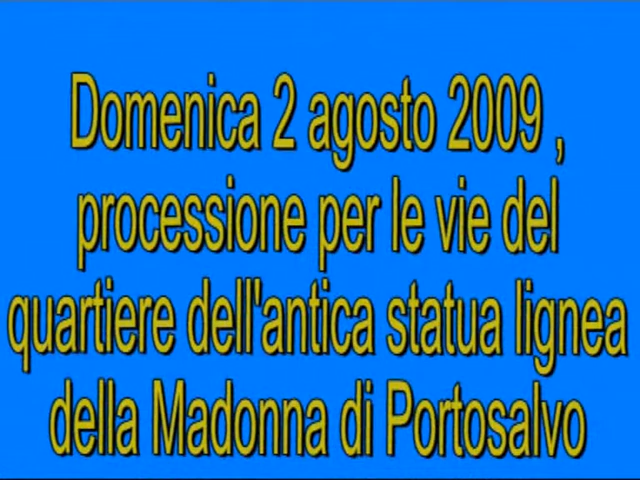 Domenica 2 agosto 2009 ,
processione per le vie del
quartiere dell'antica statua lignea
della Madonna di Portosalvo